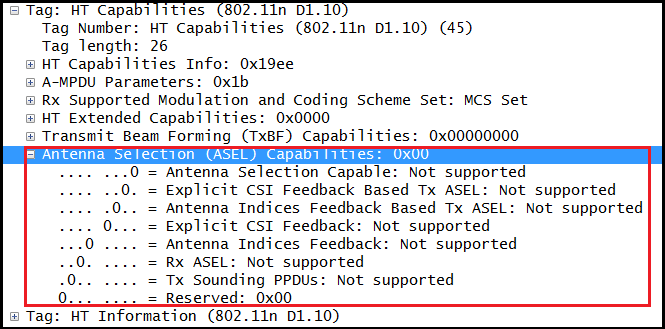 Tag: HT Capabilities (802.11n D1.10)
Tag Number: HT Capabilities (802.11n D1.10) (45)
Tag length: 26
HT Capabilities Info: 0x19ee
A-MPDU Parameters: 0x1b
Rx Supported Modulation and Coding Scheme Set: MCS Set
HT Extended Capabilities: 0x0000
Transmit Beam Forming (TxBF) Capabilities: 0x00000000
Antenna Selection (ASEL) Capabilities: 0x00
.... ...0 = Antenna Selection Capable: Not supported
.... ..0. = Explicit CSI Feedback Based Tx ASEL: Not supported
.... .0.. = Antenna Indices Feedback Based Tx ASEL: Not supported
.... 0... = Explicit CSI Feedback: Not supported
...0 .... = Antenna Indices Feedback: Not supported
..0. .... = Rx ASEL: Not supported
.0.. .... = Tx Sounding PPDUs: Not supported
0... .... = Reserved: 0x00
Tag: HT Information (802.11n D1.10)